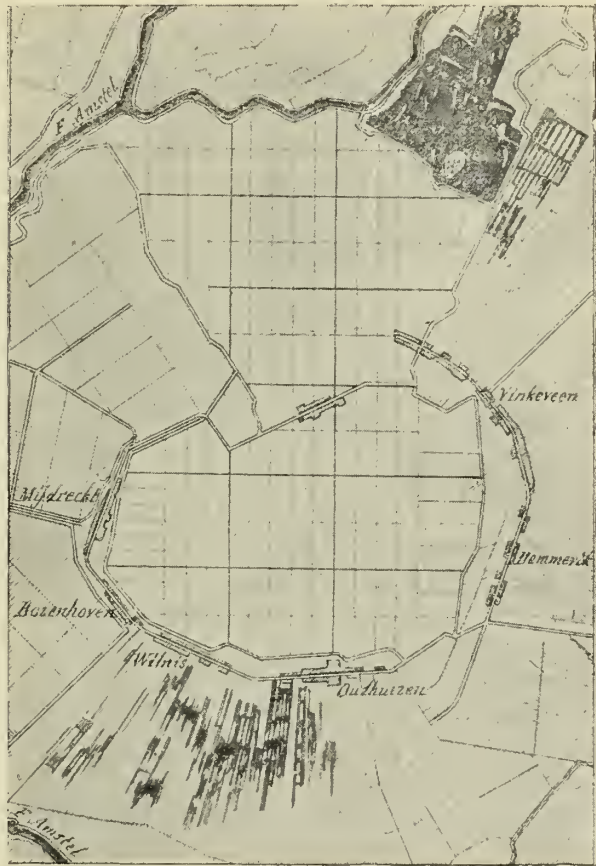 F. Amstel
Vinkeveen
Mijdrecht
Demmerik
Bozenhoven
Wilnis
Oudhuizen
F. Amstel